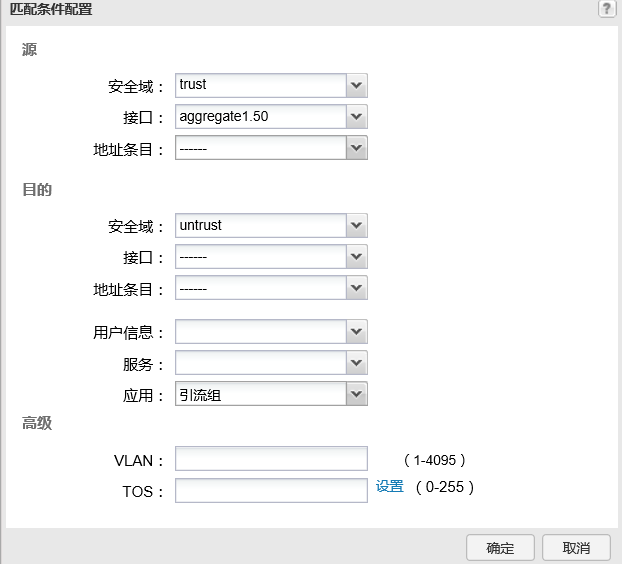 匹配条件配置 ?
源
安全域： trust
接口： aggregate1.50
地址条目： ------
目的
安全域： untrust
接口： ------
地址条目： ------
用户信息：
服务：
应用： 引流组
高级
VLAN： （1-4095）
TOS： 设置 （0-255）
确定 取消